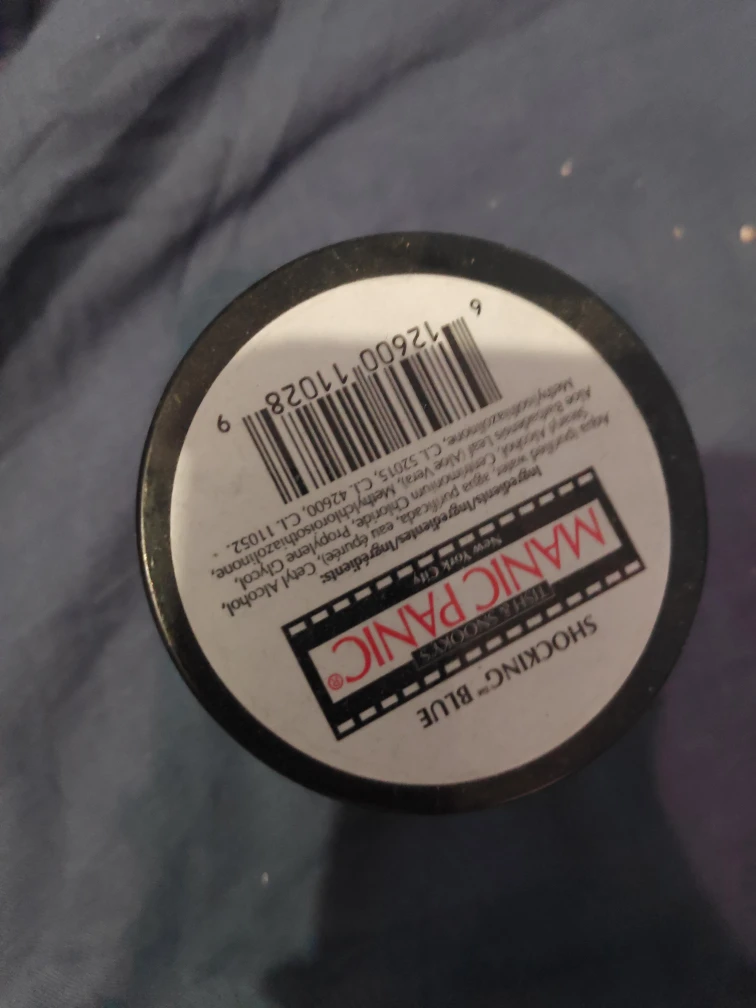 SHOCKING™ BLUE
TISH & SNOOKY'S
MANIC PANIC®
New York City
Ingredients/Ingredientes/Ingrédients:
Aqua (purified water, agua purificada, eau épurée), Cetyl Alcohol,
Stearyl Alcohol, Cetrimonium Chloride, Propylene Glycol,
Aloe Barbadensis Leaf (Aloe Vera), Methylchloroisothiazolinone,
Methylisothiazolinone, C.I. 52015, C.I. 42600, C.I. 11052.
6 12600 11028 9